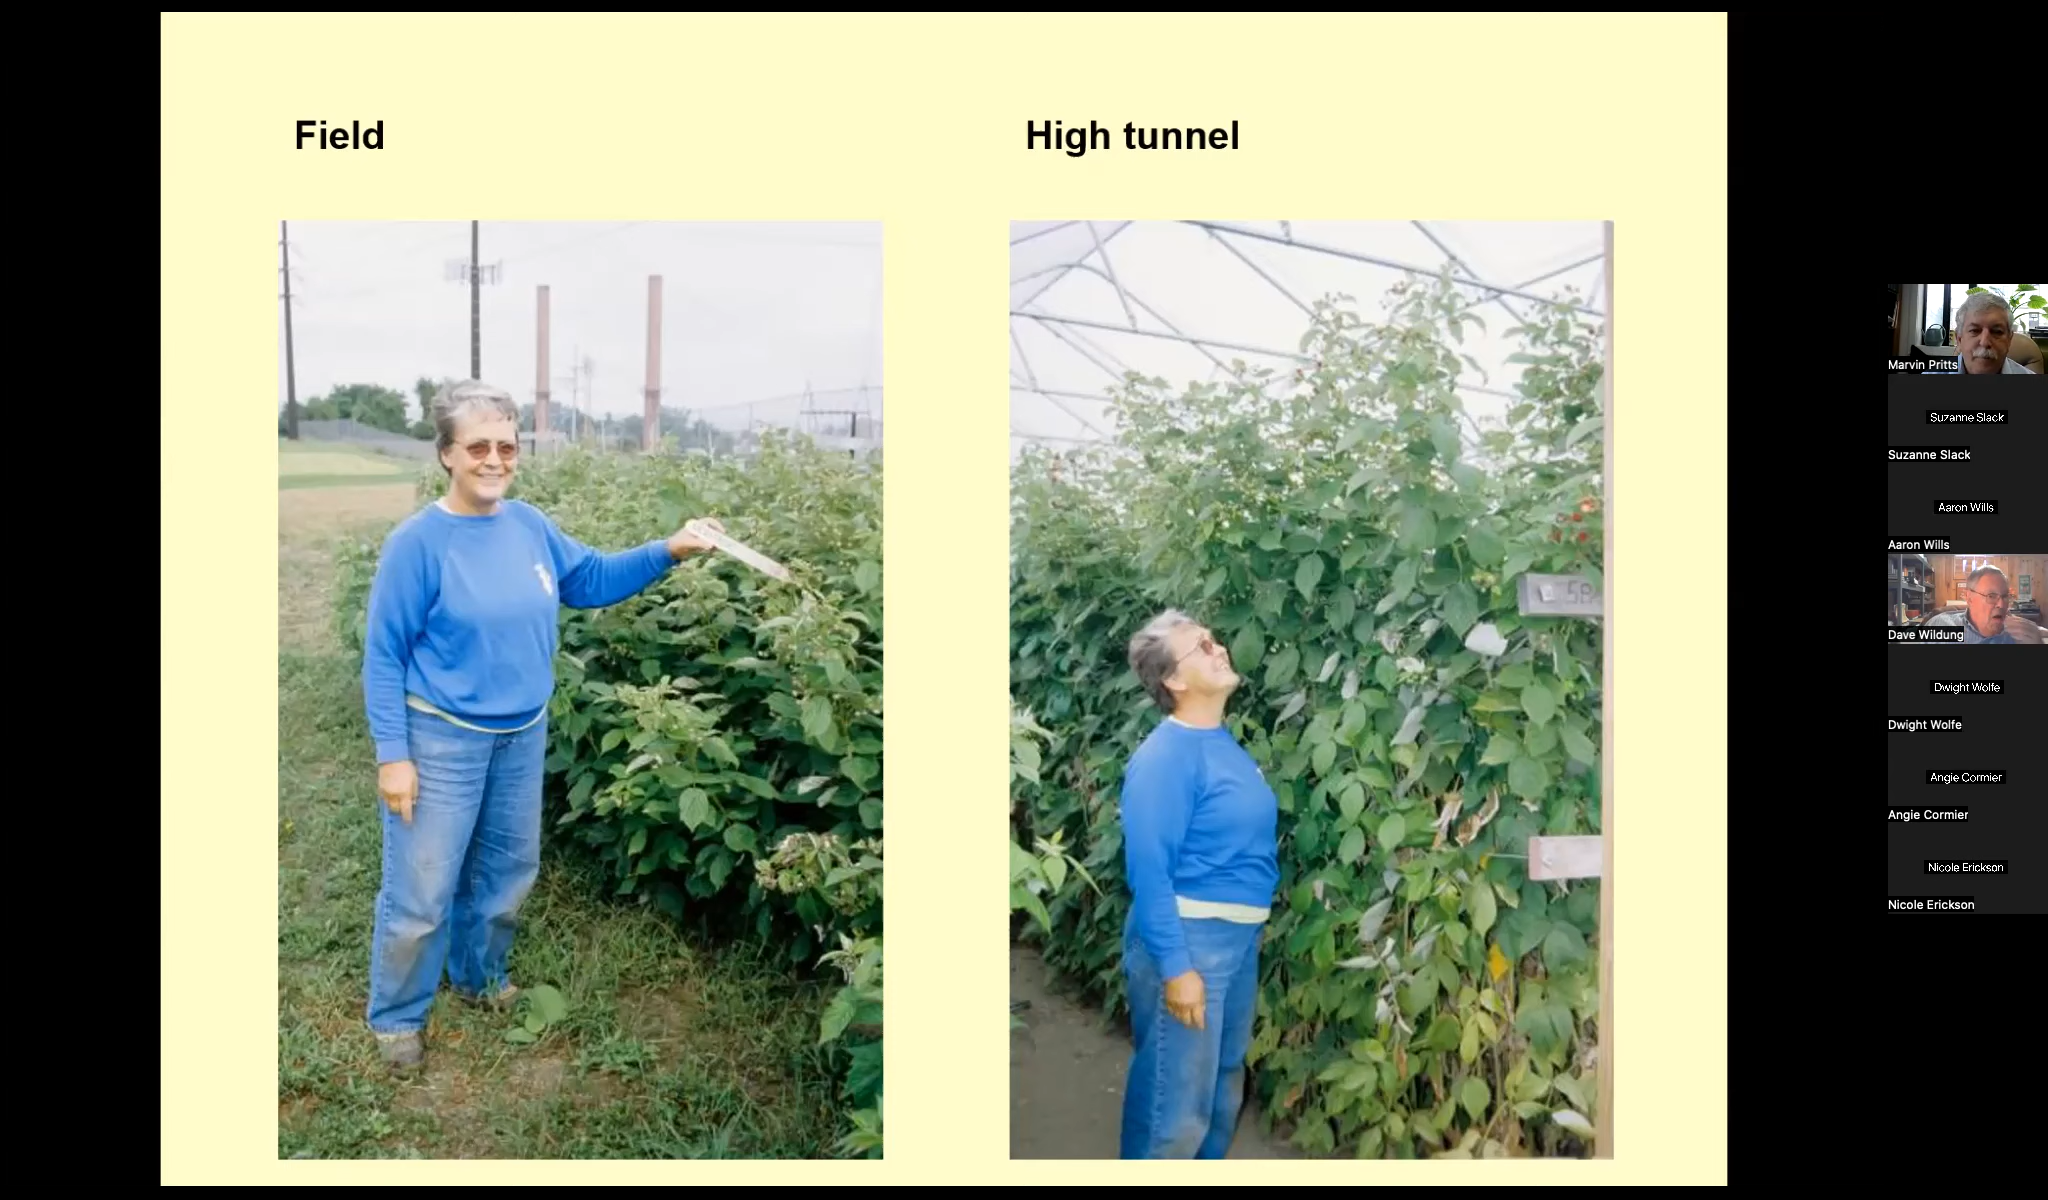 Field
High tunnel
58
Marvin Pritts
Suzanne Slack
Suzanne Slack
Aaron Wills
Aaron Wills
Dave Wildung
Dwight Wolfe
Dwight Wolfe
Angie Cormier
Angie Cormier
Nicole Erickson
Nicole Erickson